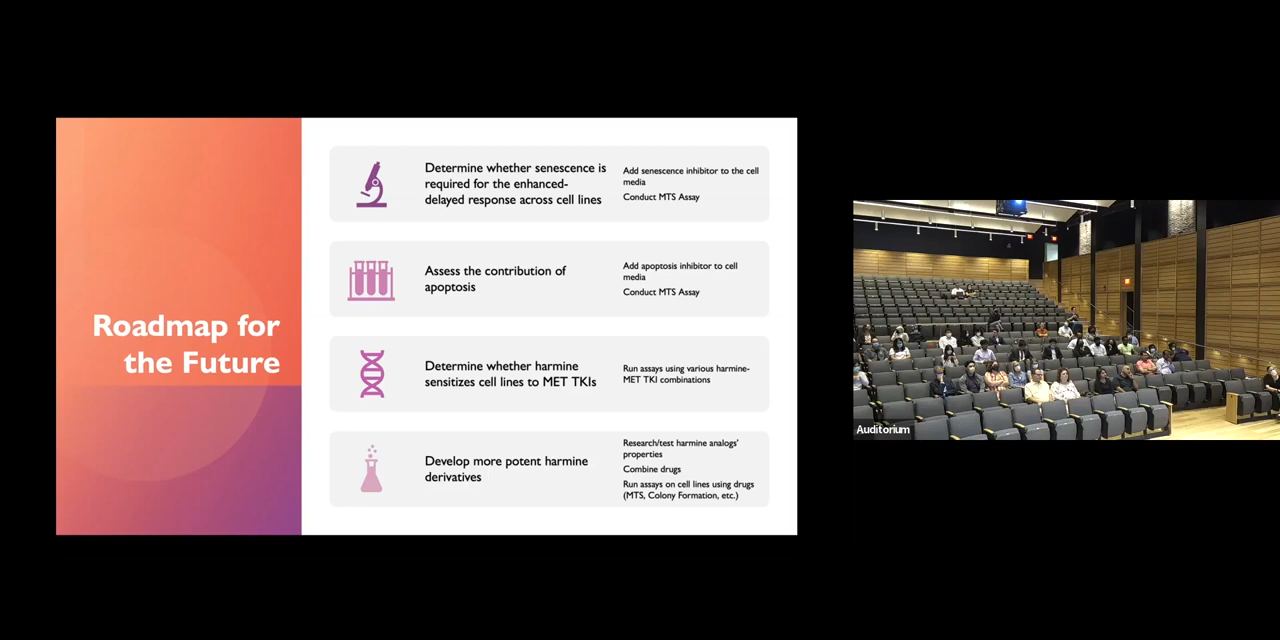 Roadmap for
the Future
Determine whether senescence is
required for the enhanced-
delayed response across cell lines
Add senescence inhibitor to the cell
media
Conduct MTS Assay
Assess the contribution of
apoptosis
Add apoptosis inhibitor to cell
media
Conduct MTS Assay
Determine whether harmine
sensitizes cell lines to MET TKIs
Run assays using various harmine-
MET TKI combinations
Develop more potent harmine
derivatives
Research/test harmine analogs'
properties
Combine drugs
Run assays on cell lines using drugs
(MTS, Colony Formation, etc.)
Auditorium